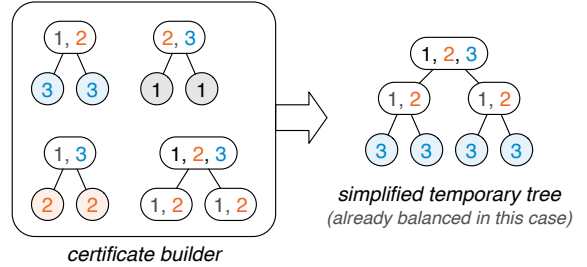 1, 2
3 3
2, 3
1 1
1, 3
2 2
1, 2, 3
1, 2 1, 2
certificate builder
1, 2, 3
1, 2 1, 2
3 3 3 3
simplified temporary tree
(already balanced in this case)